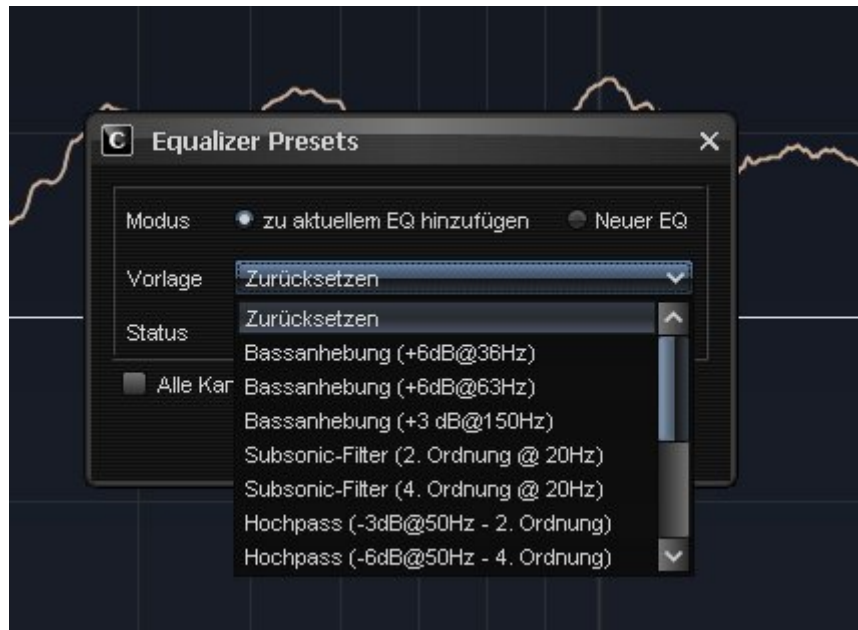 C Equalizer Presets
Modus zu aktuellem EQ hinzufügen Neuer EQ
Vorlage Zurücksetzen
Status
Zurücksetzen
Bassanhebung (+6dB@36Hz)
Bassanhebung (+6dB@63Hz)
Alle Kan
Bassanhebung (+3 dB@150Hz)
Subsonic-Filter (2. Ordnung @ 20Hz)
Subsonic-Filter (4. Ordnung @ 20Hz)
Hochpass (-3dB@50Hz - 2. Ordnung)
Hochpass (-6dB@50Hz - 4. Ordnung)